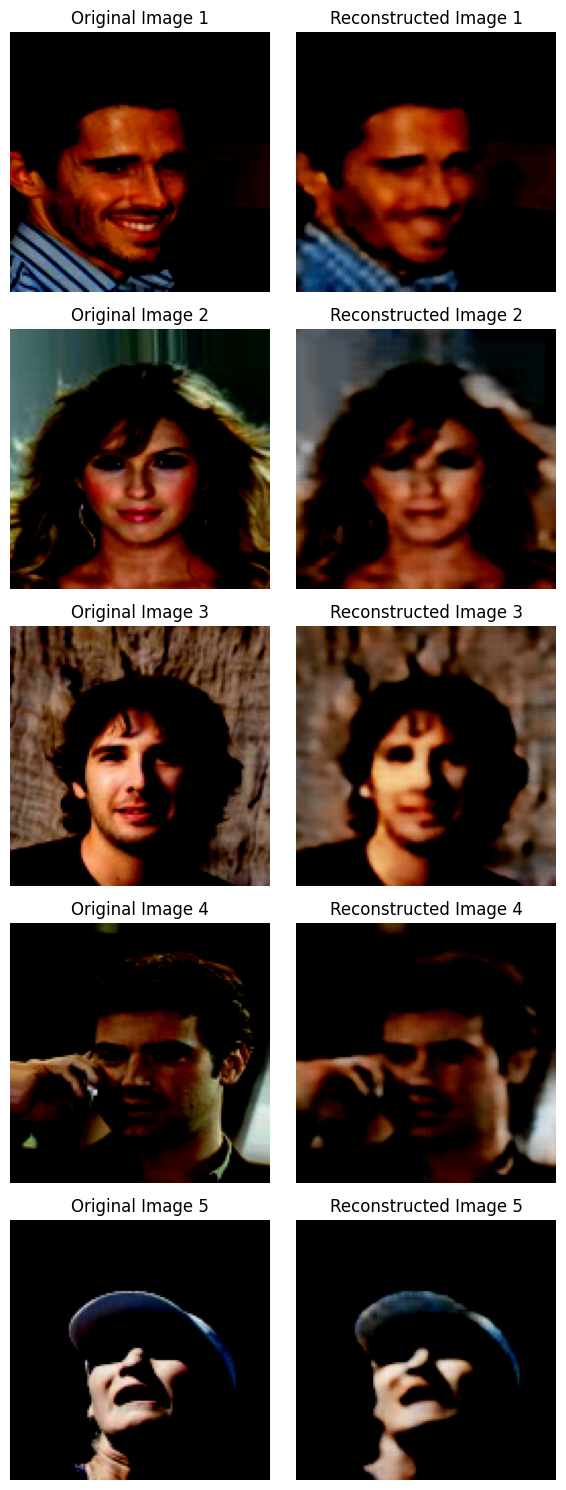 Original Image 1
Reconstructed Image 1
Original Image 2
Reconstructed Image 2
Original Image 3
Reconstructed Image 3
Original Image 4
Reconstructed Image 4
Original Image 5
Reconstructed Image 5